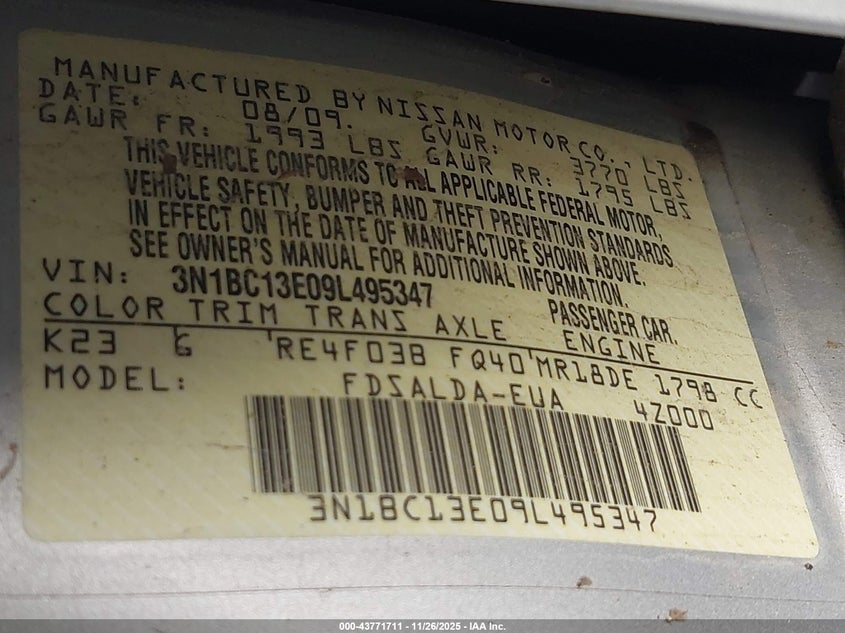 MANUFACTURED BY NISSAN MOTOR CO., LTD.
DATE: 08/09. GVWR: 3770 LBS
GAWR FR: 1993 LBS GAWR RR: 1795 LBS
THIS VEHICLE CONFORMS TO ALL APPLICABLE FEDERAL MOTOR
VEHICLE SAFETY, BUMPER AND THEFT PREVENTION STANDARDS
IN EFFECT ON THE DATE OF MANUFACTURE SHOWN ABOVE.
SEE OWNER'S MANUAL FOR ADDITIONAL INFORMATION.
VIN: 3N1BC13E09L495347 PASSENGER CAR.
COLOR TRIM TRANS AXLE ENGINE
K23 G RE4F03B FQ40 MR18DE 1798 CC
MODEL: FDSALDA-EUA 4Z000
3N1BC13E09L495347
000-43771711 - 11/26/2025 - IAA Inc.